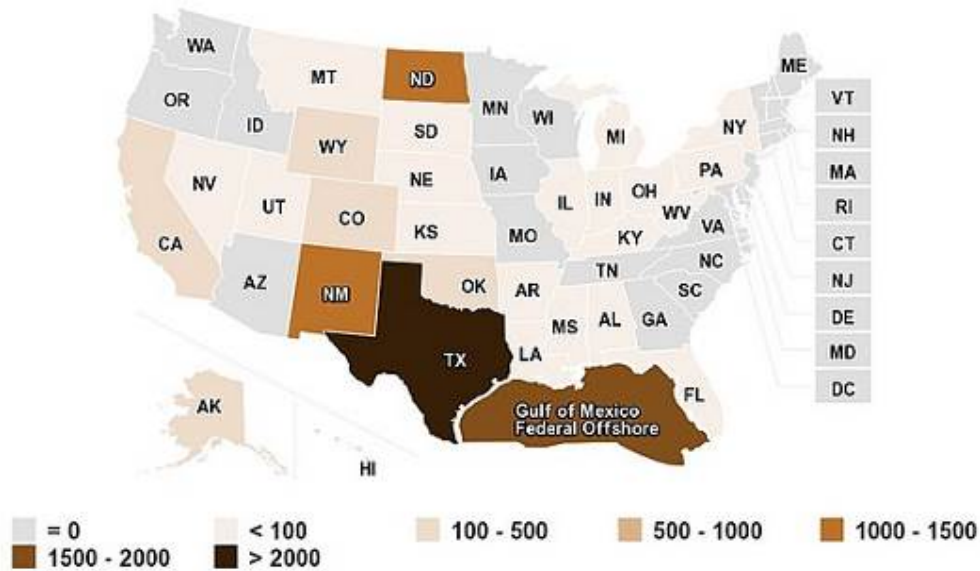 WA
ME
MT
ND
VT
OR
MN
ID
WI
NH
SD
MI
NY
WY
MA
IA
PA
NE
NV
RI
OH
IL
IN
UT
CO
WV
CT
KS
VA
MO
KY
CA
NC
NJ
TN
AZ
OK
NM
AR
SC
DE
MS
AL
GA
MD
LA
TX
DC
FL
AK
Gulf of Mexico
Federal Offshore
HI
= 0
< 100
100 - 500
500 - 1000
1000 - 1500
1500 - 2000
> 2000